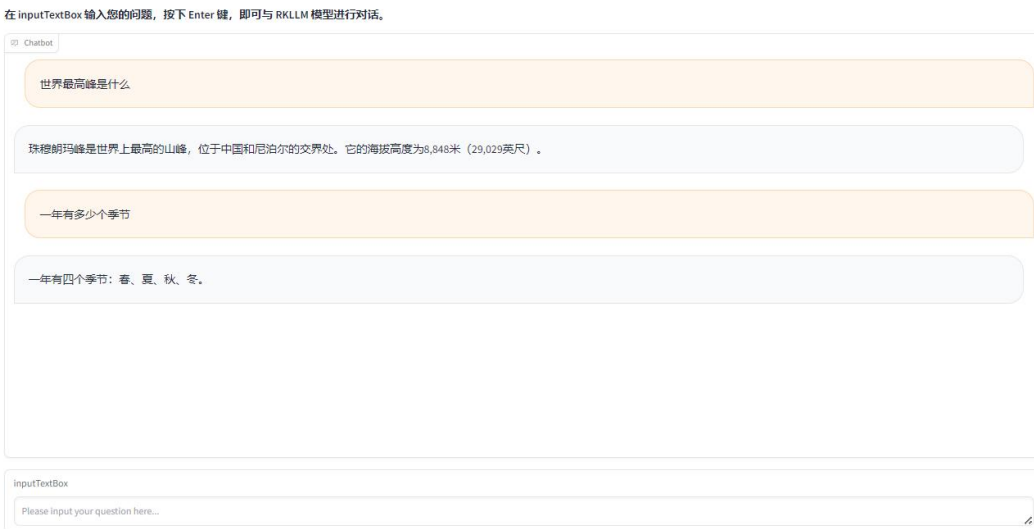 在 inputTextBox 输入您的问题，按下 Enter 键，即可与 RKLLM 模型进行对话。
Chatbot
世界最高峰是什么
珠穆朗玛峰是世界上最高的山峰，位于中国和尼泊尔的交界处。它的海拔高度为8,848米（29,029英尺）。
一年有多少个季节
一年有四个季节：春、夏、秋、冬。
inputTextBox
Please input your question here...